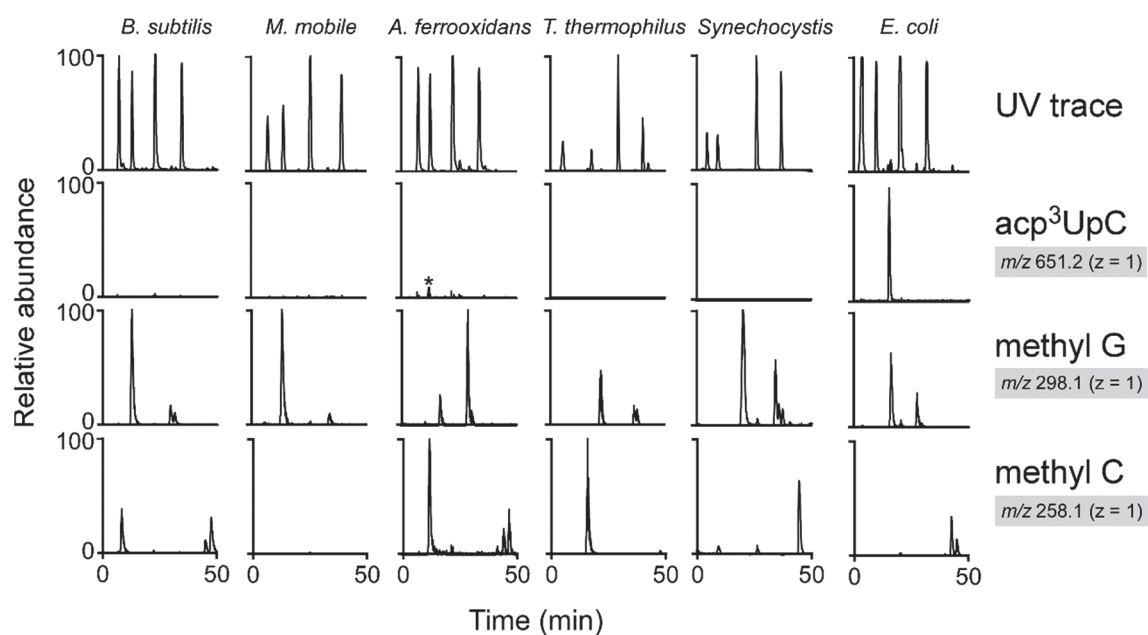 B. subtilis M. mobile A. ferrooxidans T. thermophilus Synechocystis E. coli
100
0
UV trace
100
0
*
acp³UpC
m/z 651.2 (z = 1)
100
0
methyl G
m/z 298.1 (z = 1)
100
0
methyl C
m/z 258.1 (z = 1)
0 50 0 50 0 50 0 50 0 50 0 50
Relative abundance
Time (min)